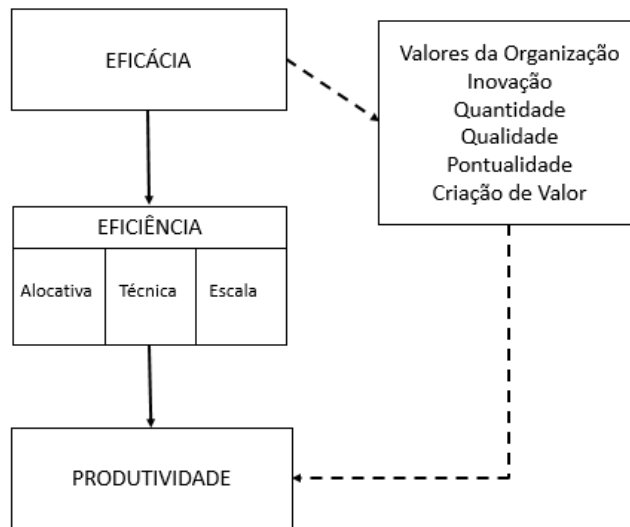 EFICÁCIA
Valores da Organização
Inovação
Quantidade
Qualidade
Pontualidade
Criação de Valor
EFICIÊNCIA
Alocativa
Técnica
Escala
PRODUTIVIDADE